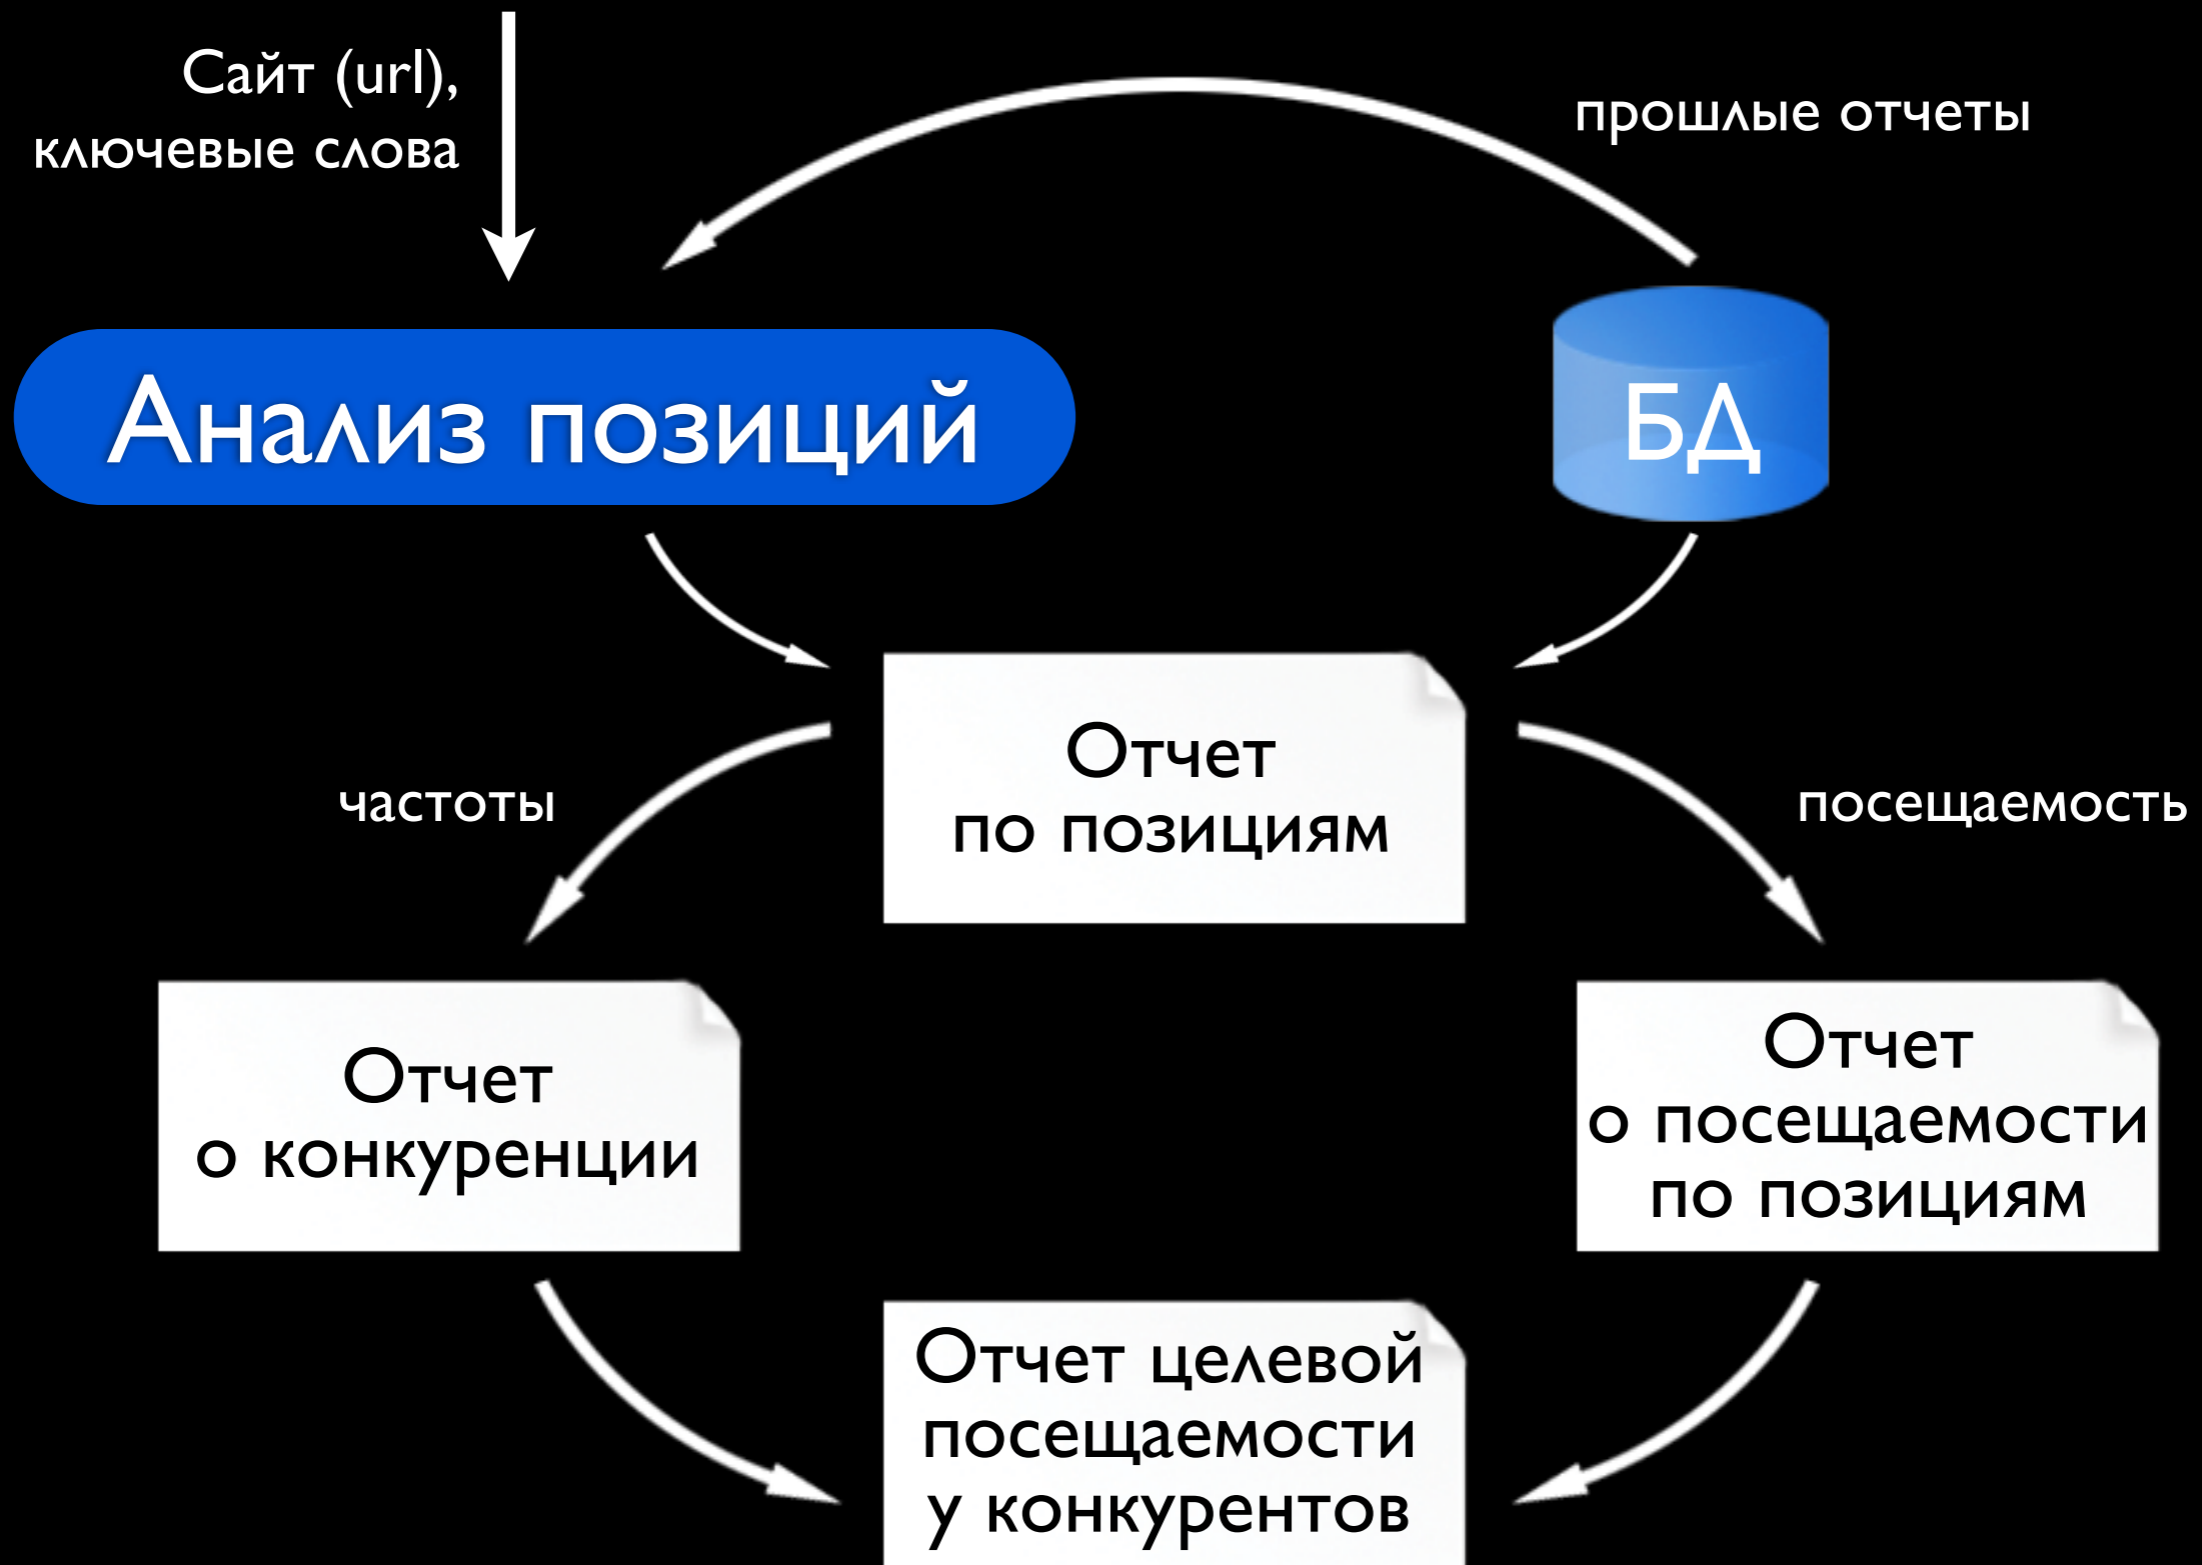 Сайт (url),
ключевые слова
прошлые отчеты
Анализ позиций
БД
Отчет
по позициям
частоты
посещаемость
Отчет
о конкуренции
Отчет
о посещаемости
по позициям
Отчет целевой
посещаемости
у конкурентов